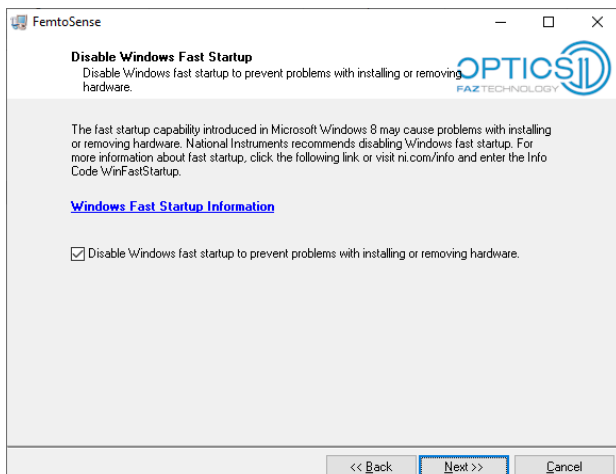 FemtoSense
Disable Windows Fast Startup
Disable Windows fast startup to prevent problems with installing or removing
hardware.
OPTICS11
FAZ TECHNOLOGY
The fast startup capability introduced in Microsoft Windows 8 may cause problems with installing
or removing hardware. National Instruments recommends disabling Windows fast startup. For
more information about fast startup, click the following link or visit ni.com/info and enter the Info
Code WinFastStartup.
Windows Fast Startup Information
Disable Windows fast startup to prevent problems with installing or removing hardware.
<< Back
Next >>
Cancel